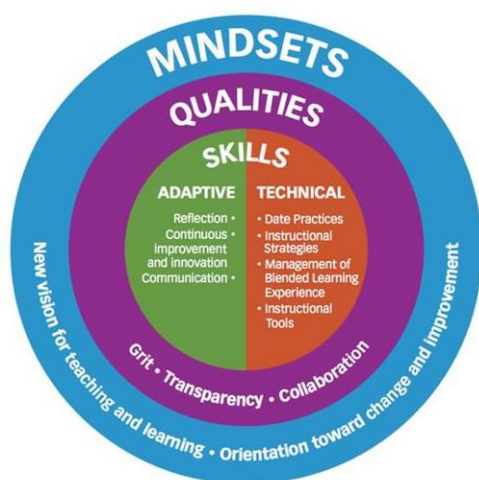 MINDSETS
QUALITIES
SKILLS
ADAPTIVE
Reflection •
Continuous •
improvement
and innovation
Communication •
TECHNICAL
• Date Practices
• Instructional
Strategies
• Management of
Blended Learning
Experience
• Instructional
Tools
Grit • Transparency • Collaboration
New vision for teaching and learning • Orientation toward change and improvement